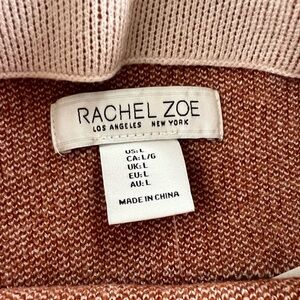 RACHEL ZOE
LOS ANGELES NEW YORK
US: L
CA: L/G
UK: L
EU: L
AU: L
MADE IN CHINA